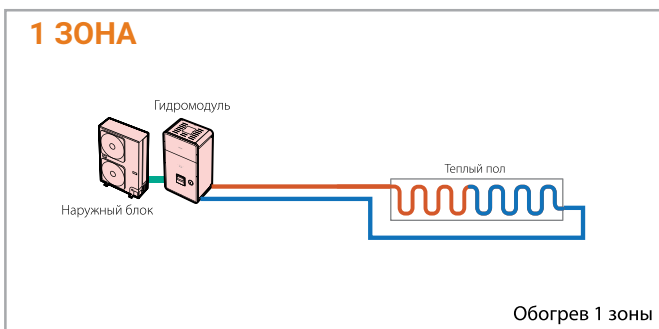 1 ЗОНА
Гидромодуль
Теплый пол
Наружный блок
Обогрев 1 зоны